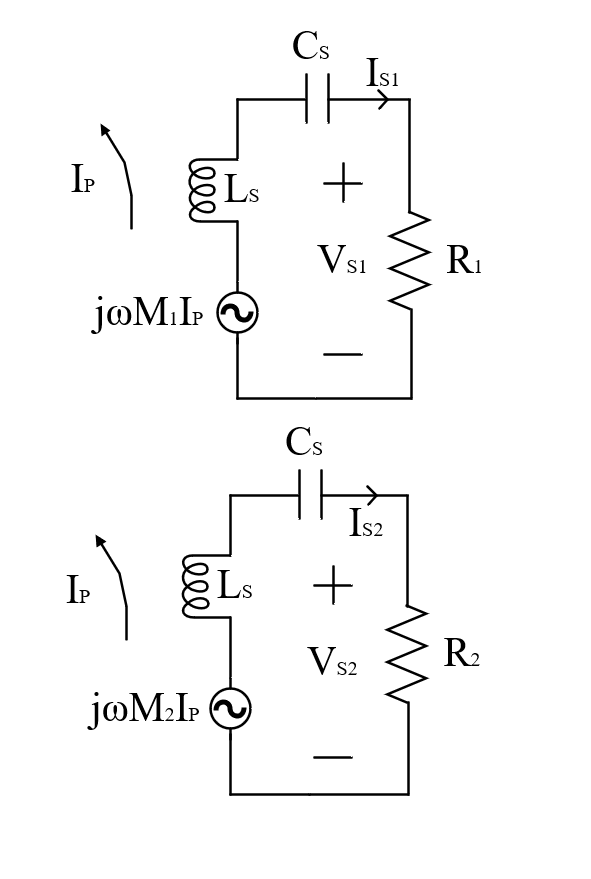 CS
IS1
IP
LS
+
VS1
R1
jωM1IP
−
CS
IS2
IP
LS
+
VS2
R2
jωM2IP
−